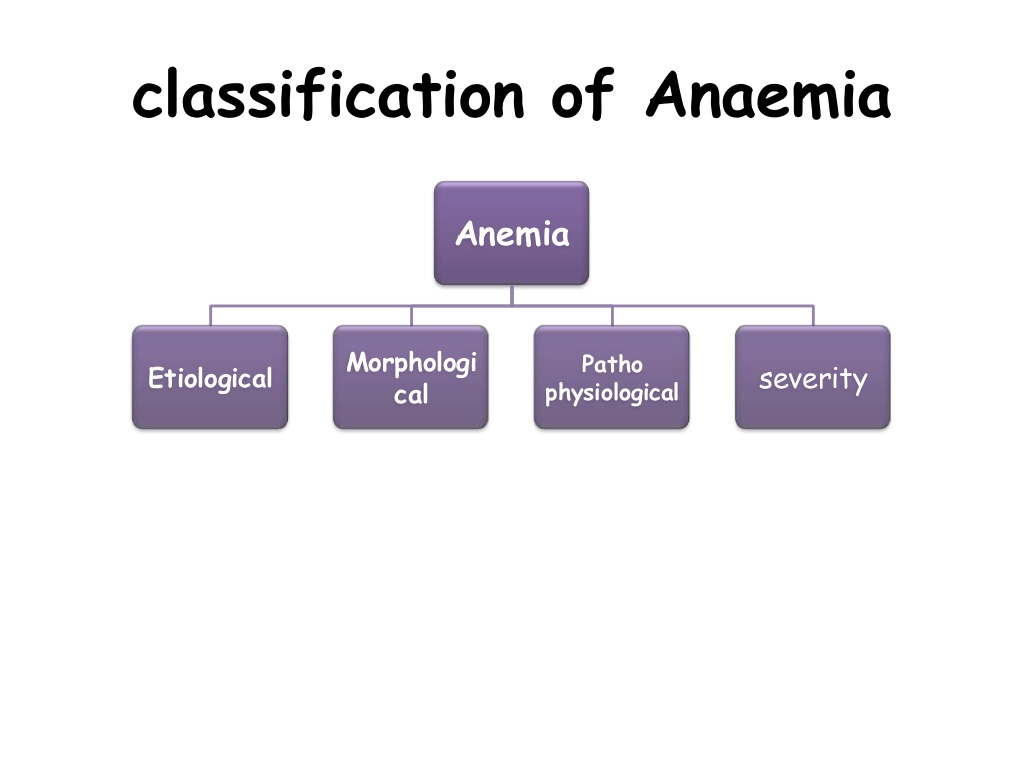 classification of Anaemia
Anemia
Etiological
Morphologi
cal
Patho
physiological
severity